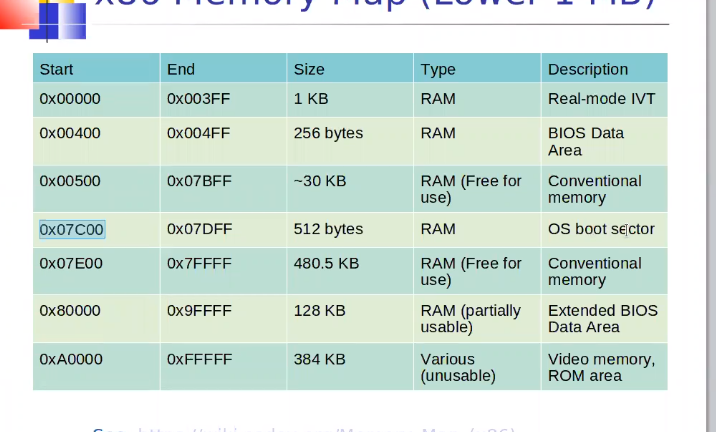 x86 Memory Map (Lower 1 MB)
Start End Size Type Description
0x00000 0x003FF 1 KB RAM Real-mode IVT
0x00400 0x004FF 256 bytes RAM BIOS Data
Area
0x00500 0x07BFF ~30 KB RAM (Free for Conventional
use) memory
0x07C00 0x07DFF 512 bytes RAM OS boot sector
0x07E00 0x7FFFF 480.5 KB RAM (Free for Conventional
use) memory
0x80000 0x9FFFF 128 KB RAM (partially Extended BIOS
usable) Data Area
0xA0000 0xFFFFF 384 KB Various Video memory,
(unusable) ROM area